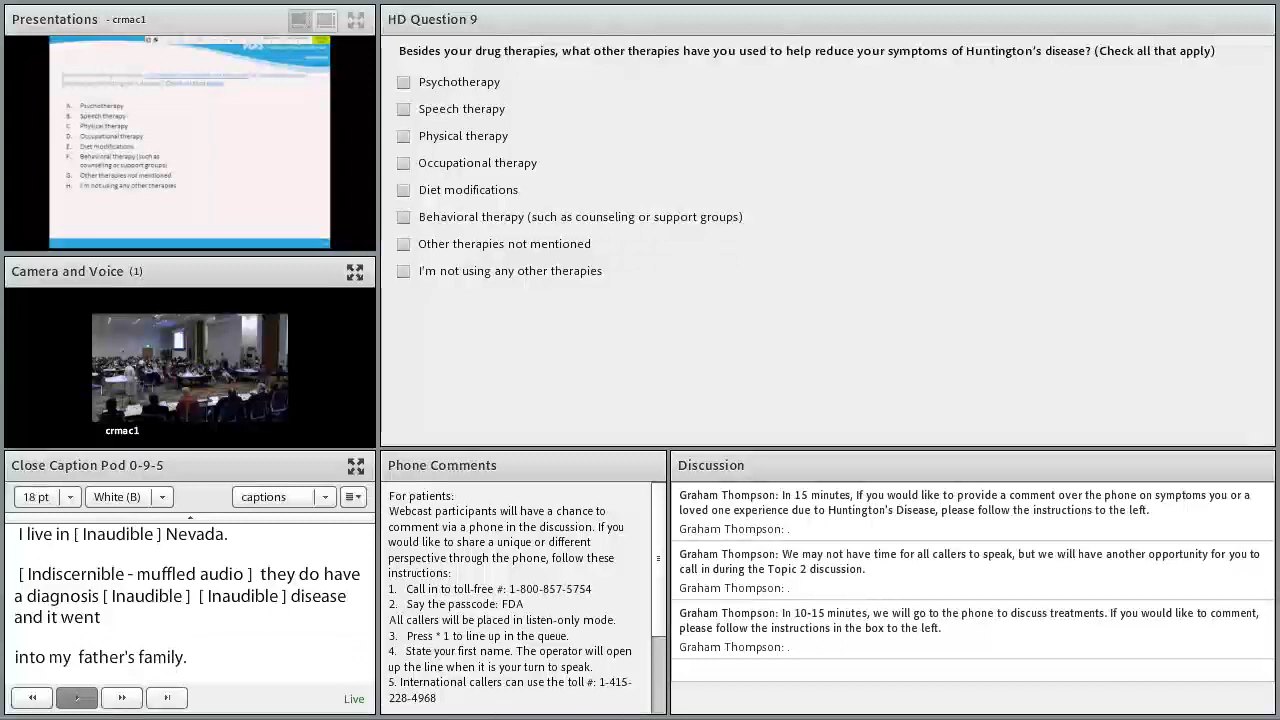 Presentations - crmac1
A. Psychotherapy
B. Speech therapy
C. Physical therapy
D. Occupational therapy
E. Diet modifications
F. Behavioral therapy (such as
counseling or support groups)
G. Other therapies not mentioned
H. I'm not using any other therapies
Camera and Voice (1)
crmac1
HD Question 9
Besides your drug therapies, what other therapies have you used to help reduce your symptoms of Huntington's disease? (Check all that apply)
Psychotherapy
Speech therapy
Physical therapy
Occupational therapy
Diet modifications
Behavioral therapy (such as counseling or support groups)
Other therapies not mentioned
I'm not using any other therapies
Close Caption Pod 0-9-5
18 pt White (B) captions
I live in [ Inaudible ] Nevada.
[ Indiscernible - muffled audio ] they do have
a diagnosis [ Inaudible ] [ Inaudible ] disease
and it went
into my father's family.
Live
Phone Comments
For patients:
Webcast participants will have a chance to
comment via a phone in the discussion. If you
would like to share a unique or different
perspective through the phone, follow these
instructions:
1. Call in to toll-free #: 1-800-857-5754
2. Say the passcode: FDA
All callers will be placed in listen-only mode.
3. Press * 1 to line up in the queue.
4. State your first name. The operator will open
up the line when it is your turn to speak.
5. International callers can use the toll #: 1-415-
228-4968
Discussion
Graham Thompson: In 15 minutes, If you would like to provide a comment over the phone on symptoms you or a
loved one experience due to Huntington's Disease, please follow the instructions to the left.
Graham Thompson: .
Graham Thompson: We may not have time for all callers to speak, but we will have another opportunity for you to
call in during the Topic 2 discussion.
Graham Thompson: .
Graham Thompson: In 10-15 minutes, we will go to the phone to discuss treatments. If you would like to comment,
please follow the instructions in the box to the left.
Graham Thompson: .